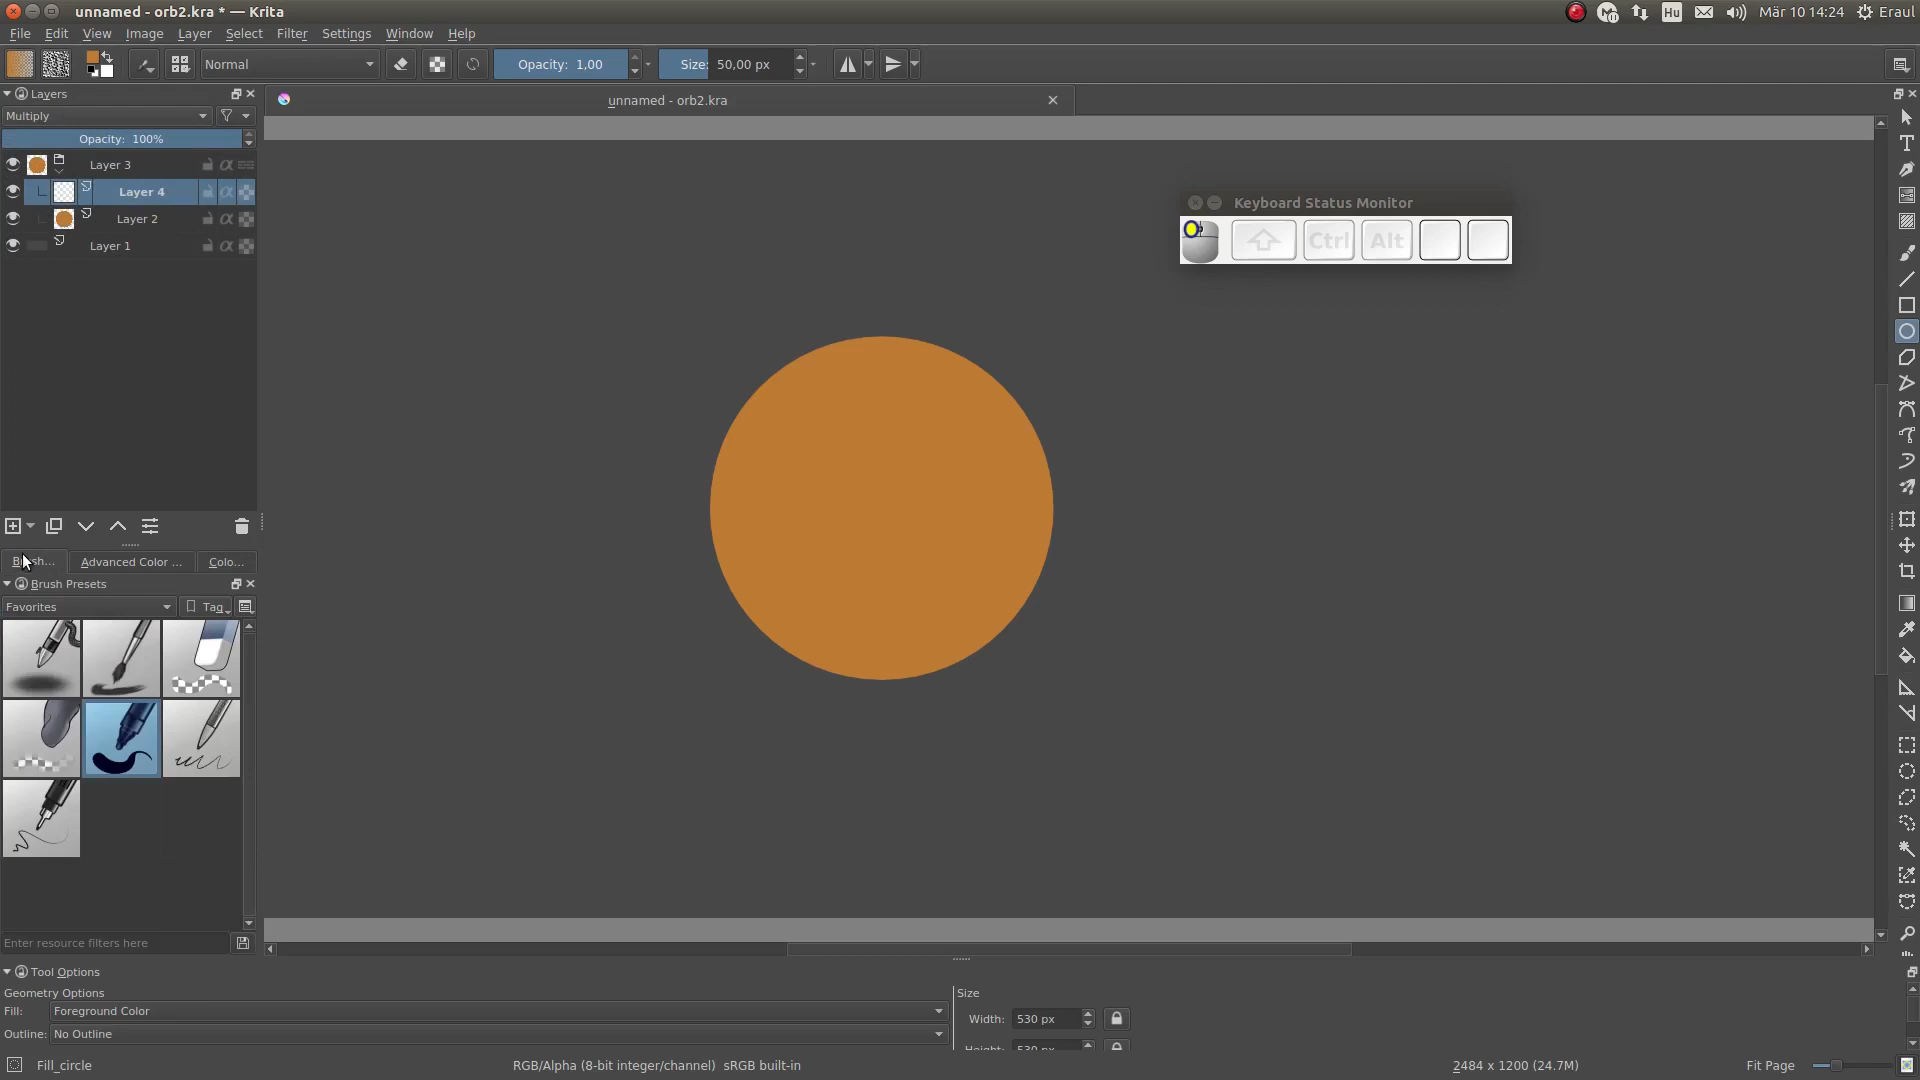 unnamed - orb2.kra * — Krita
Hu
Mär 10 14:24
Eraul
File Edit View Image Layer Select Filter Settings Window Help
Normal
Opacity: 1,00
Size: 50,00 px
Layers
unnamed - orb2.kra
Multiply
Opacity: 100%
Layer 3
Layer 4
Layer 2
Layer 1
Keyboard Status Monitor
Ctrl
Alt
Advanced Color ...
Colo...
Brush Presets
Favorites
Tag
Enter resource filters here
Tool Options
Geometry Options
Fill: Foreground Color
Outline: No Outline
Size
Width: 530 px
Height: 530 px
Fill_circle
RGB/Alpha (8-bit integer/channel) sRGB built-in
2484 x 1200 (24.7M)
Fit Page